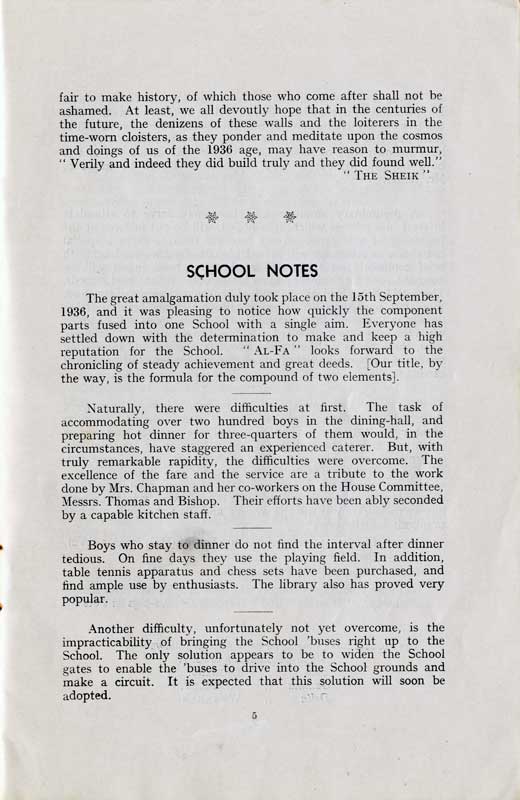 fair to make history, of which those who come after shall not be
ashamed. At least, we all devoutly hope that in the centuries of
the future, the denizens of these walls and the loiterers in the
time-worn cloisters, as they ponder and meditate upon the cosmos
and doings of us of the 1936 age, may have reason to murmur,
" Verily and indeed they did build truly and they did found well."
" THE SHEIK "
SCHOOL NOTES
The great amalgamation duly took place on the 15th September,
1936, and it was pleasing to notice how quickly the component
parts fused into one School with a single aim. Everyone has
settled down with the determination to make and keep a high
reputation for the School. " AL-FA " looks forward to the
chronicling of steady achievement and great deeds. [Our title, by
the way, is the formula for the compound of two elements].
Naturally, there were difficulties at first. The task of
accommodating over two hundred boys in the dining-hall, and
preparing hot dinner for three-quarters of them would, in the
circumstances, have staggered an experienced caterer. But, with
truly remarkable rapidity, the difficulties were overcome. The
excellence of the fare and the service are a tribute to the work
done by Mrs. Chapman and her co-workers on the House Committee,
Messrs. Thomas and Bishop. Their efforts have been ably seconded
by a capable kitchen staff.
Boys who stay to dinner do not find the interval after dinner
tedious. On fine days they use the playing field. In addition,
table tennis apparatus and chess sets have been purchased, and
find ample use by enthusiasts. The library also has proved very
popular.
Another difficulty, unfortunately not yet overcome, is the
impracticability of bringing the School 'buses right up to the
School. The only solution appears to be to widen the School
gates to enable the 'buses to drive into the School grounds and
make a circuit. It is expected that this solution will soon be
adopted.
5